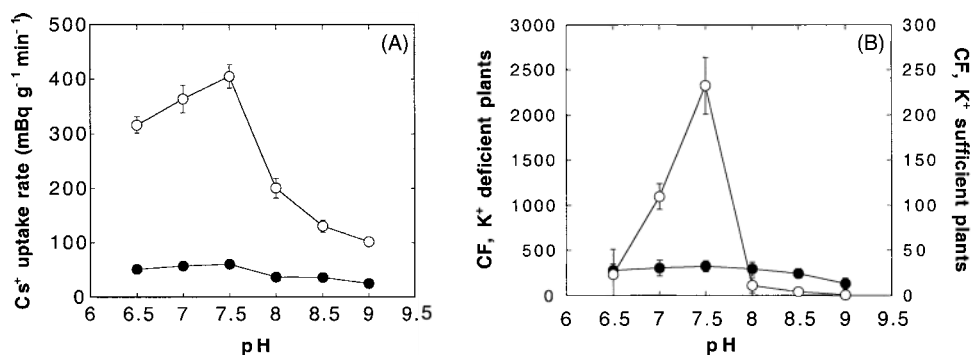 (A)
Cs⁺ uptake rate (mBq g⁻¹ min⁻¹)
500
400
300
200
100
0
6 6.5 7 7.5 8 8.5 9 9.5
pH
(B)
CF, K⁺ deficient plants
3000
2500
2000
1500
1000
500
0
300
250
200
150
100
50
0
CF, K⁺ sufficient plants
6 6.5 7 7.5 8 8.5 9 9.5
pH